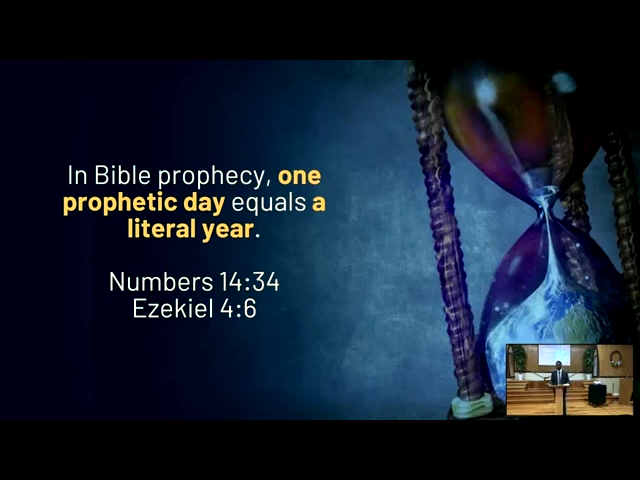 In Bible prophecy, one
prophetic day equals a
literal year.
Numbers 14:34
Ezekiel 4:6